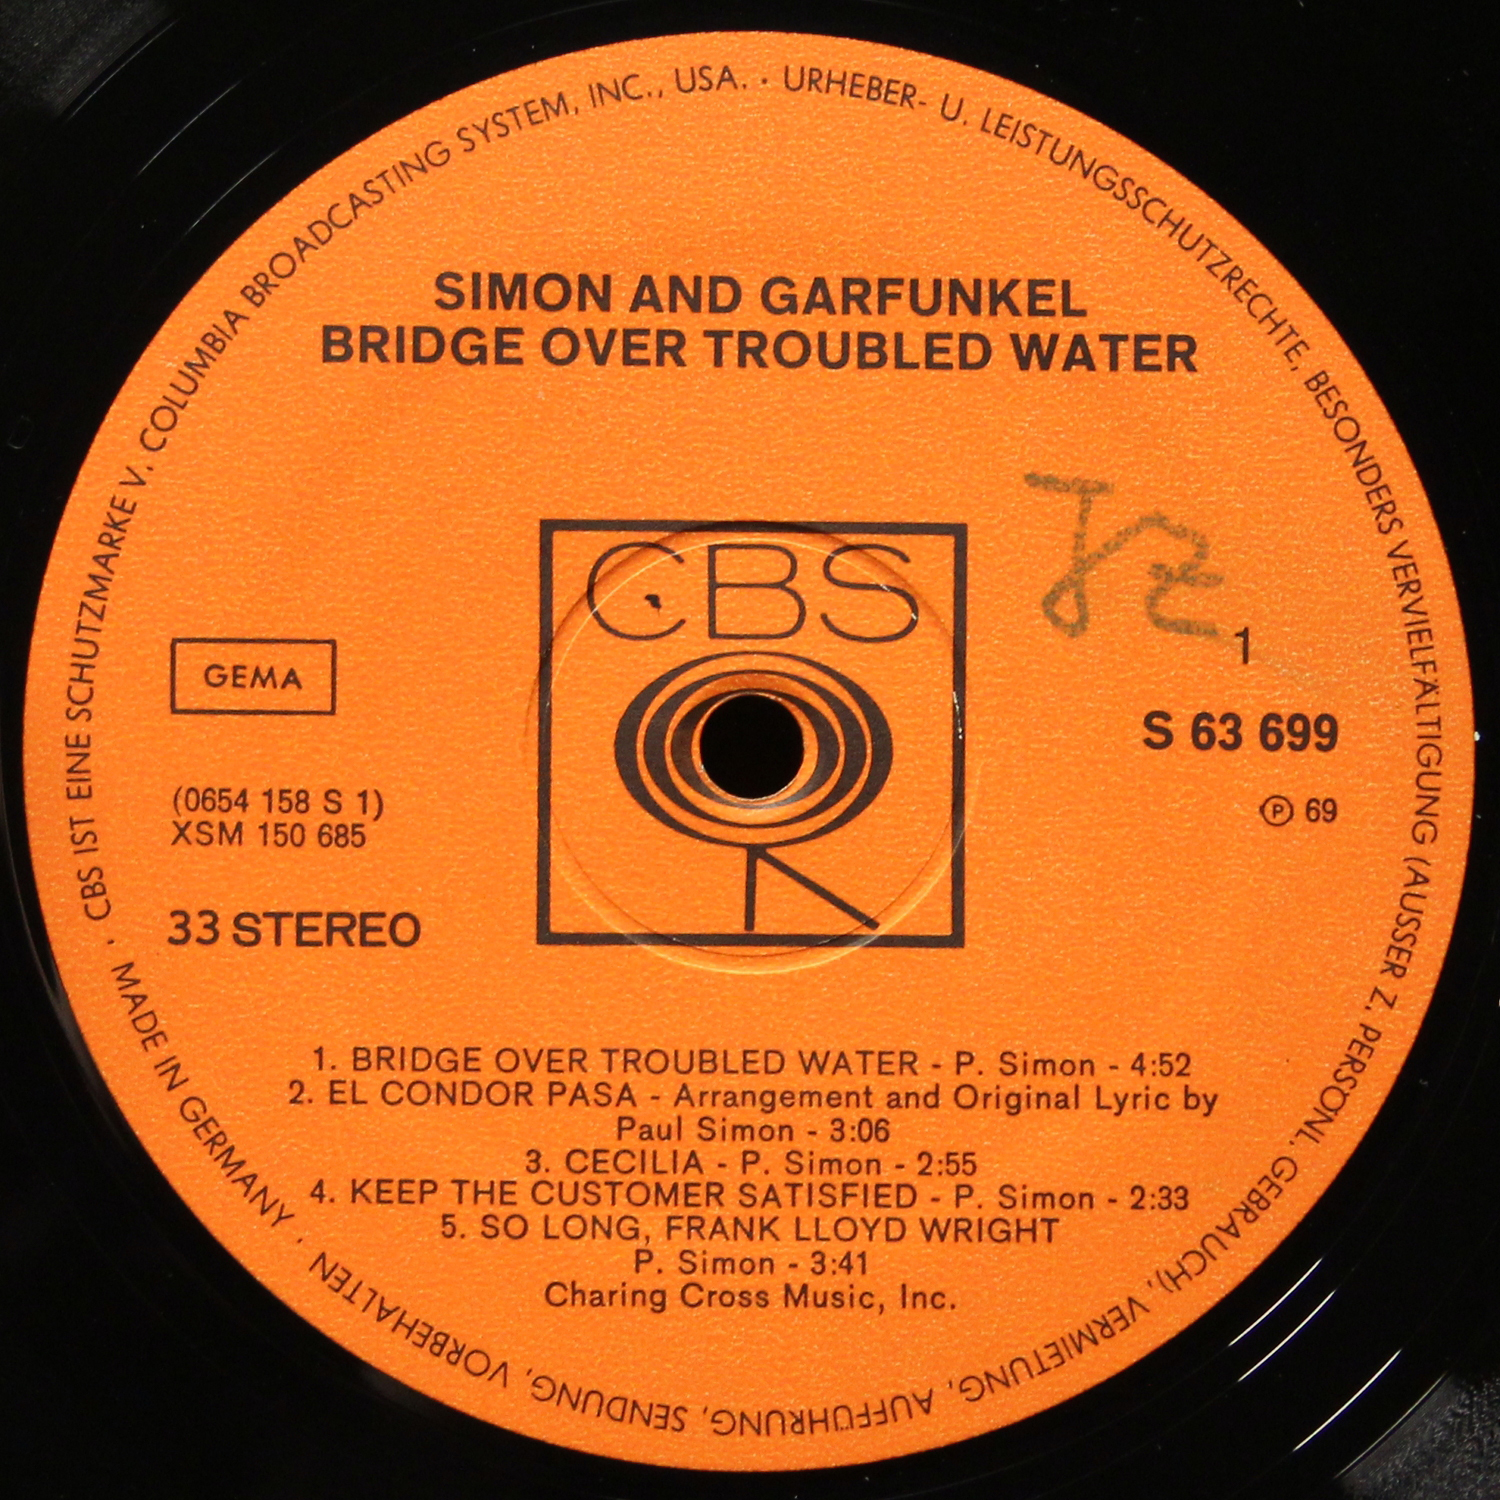 CBS IST EINE SCHUTZMARKE V. COLUMBIA BROADCASTING SYSTEM, INC., USA. · URHEBER- U. LEISTUNGSSCHUTZRECHTE, BESONDERS VERVIELFÄLTIGUNG (AUSSER Z. PERSONL. GEBRAUCH), VERMIETUNG, AUFFÜHRUNG, SENDUNG, VORBEHALTEN · MADE IN GERMANY ·
SIMON AND GARFUNKEL
BRIDGE OVER TROUBLED WATER
CBS
GEMA
1
S 63 699
(0654 158 S 1)
XSM 150 685
Ⓟ 69
33 STEREO
1. BRIDGE OVER TROUBLED WATER - P. Simon - 4:52
2. EL CONDOR PASA - Arrangement and Original Lyric by
Paul Simon - 3:06
3. CECILIA - P. Simon - 2:55
4. KEEP THE CUSTOMER SATISFIED - P. Simon - 2:33
5. SO LONG, FRANK LLOYD WRIGHT
P. Simon - 3:41
Charing Cross Music, Inc.